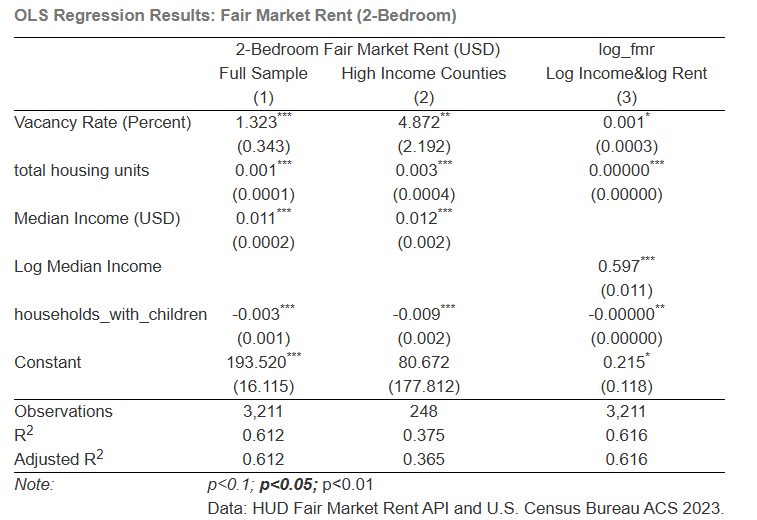 OLS Regression Results: Fair Market Rent (2-Bedroom)
2-Bedroom Fair Market Rent (USD) log_fmr
Full Sample High Income Counties Log Income&log Rent
(1) (2) (3)
Vacancy Rate (Percent) 1.323*** 4.872** 0.001*
(0.343) (2.192) (0.0003)
total housing units 0.001*** 0.003*** 0.00000***
(0.0001) (0.0004) (0.00000)
Median Income (USD) 0.011*** 0.012***
(0.0002) (0.002)
Log Median Income 0.597***
(0.011)
households_with_children -0.003*** -0.009*** -0.00000**
(0.001) (0.002) (0.00000)
Constant 193.520*** 80.672 0.215*
(16.115) (177.812) (0.118)
Observations 3,211 248 3,211
R2 0.612 0.375 0.616
Adjusted R2 0.612 0.365 0.616
Note: p<0.1; p<0.05; p<0.01
Data: HUD Fair Market Rent API and U.S. Census Bureau ACS 2023.